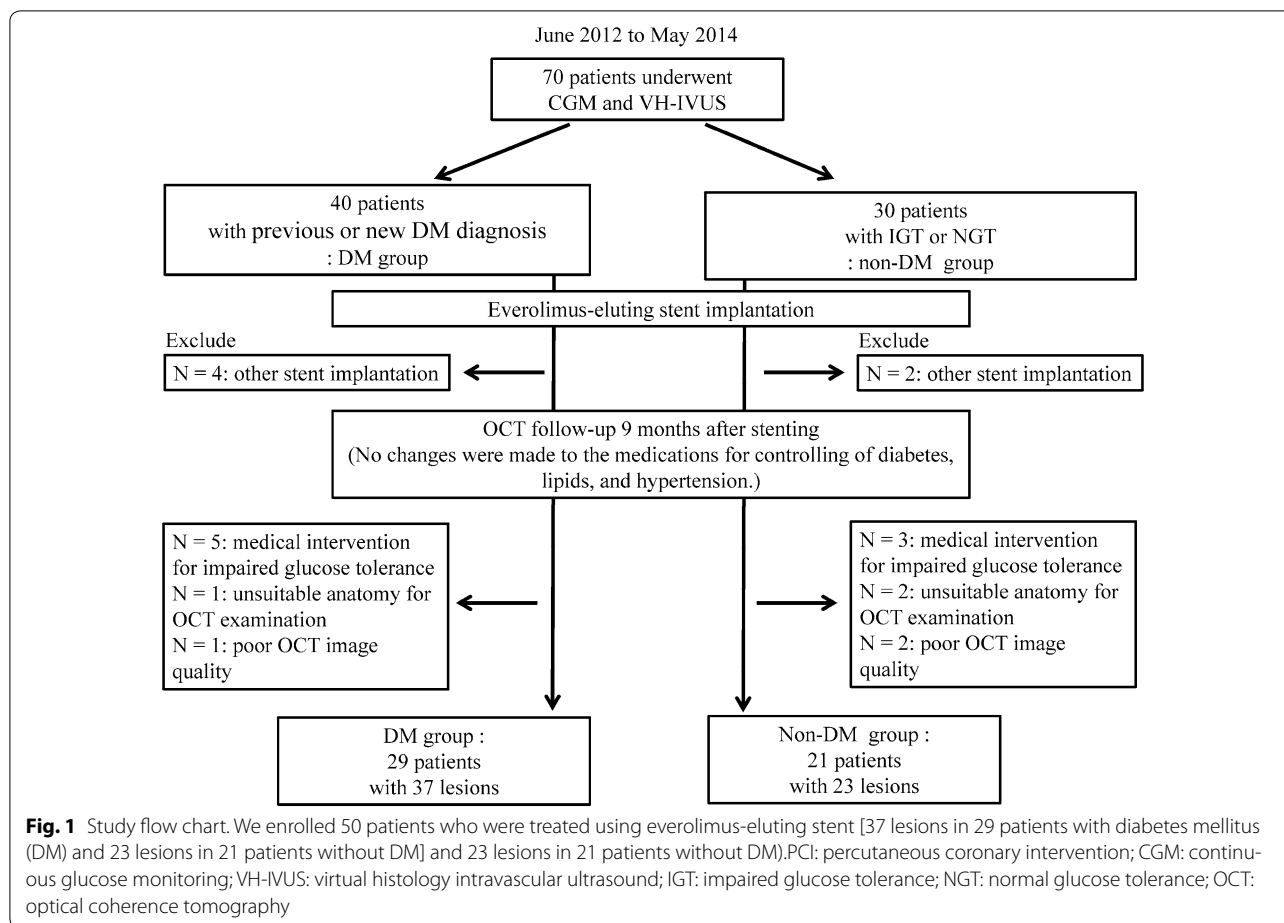 June 2012 to May 2014
70 patients underwent
CGM and VH-IVUS
40 patients
with previous or new DM diagnosis
: DM group
30 patients
with IGT or NGT
: non-DM group
Everolimus-eluting stent implantation
Exclude
N = 4: other stent implantation
Exclude
N = 2: other stent implantation
OCT follow-up 9 months after stenting
(No changes were made to the medications for controlling of diabetes,
lipids, and hypertension.)
N = 5: medical intervention
for impaired glucose tolerance
N = 1: unsuitable anatomy for
OCT examination
N = 1: poor OCT image
quality
N = 3: medical intervention
for impaired glucose tolerance
N = 2: unsuitable anatomy for
OCT examination
N = 2: poor OCT image
quality
DM group :
29 patients
with 37 lesions
Non-DM group :
21 patients
with 23 lesions
Fig. 1 Study flow chart. We enrolled 50 patients who were treated using everolimus-eluting stent [37 lesions in 29 patients with diabetes mellitus
(DM) and 23 lesions in 21 patients without DM] and 23 lesions in 21 patients without DM).PCI: percutaneous coronary intervention; CGM: continu-
ous glucose monitoring; VH-IVUS: virtual histology intravascular ultrasound; IGT: impaired glucose tolerance; NGT: normal glucose tolerance; OCT:
optical coherence tomography